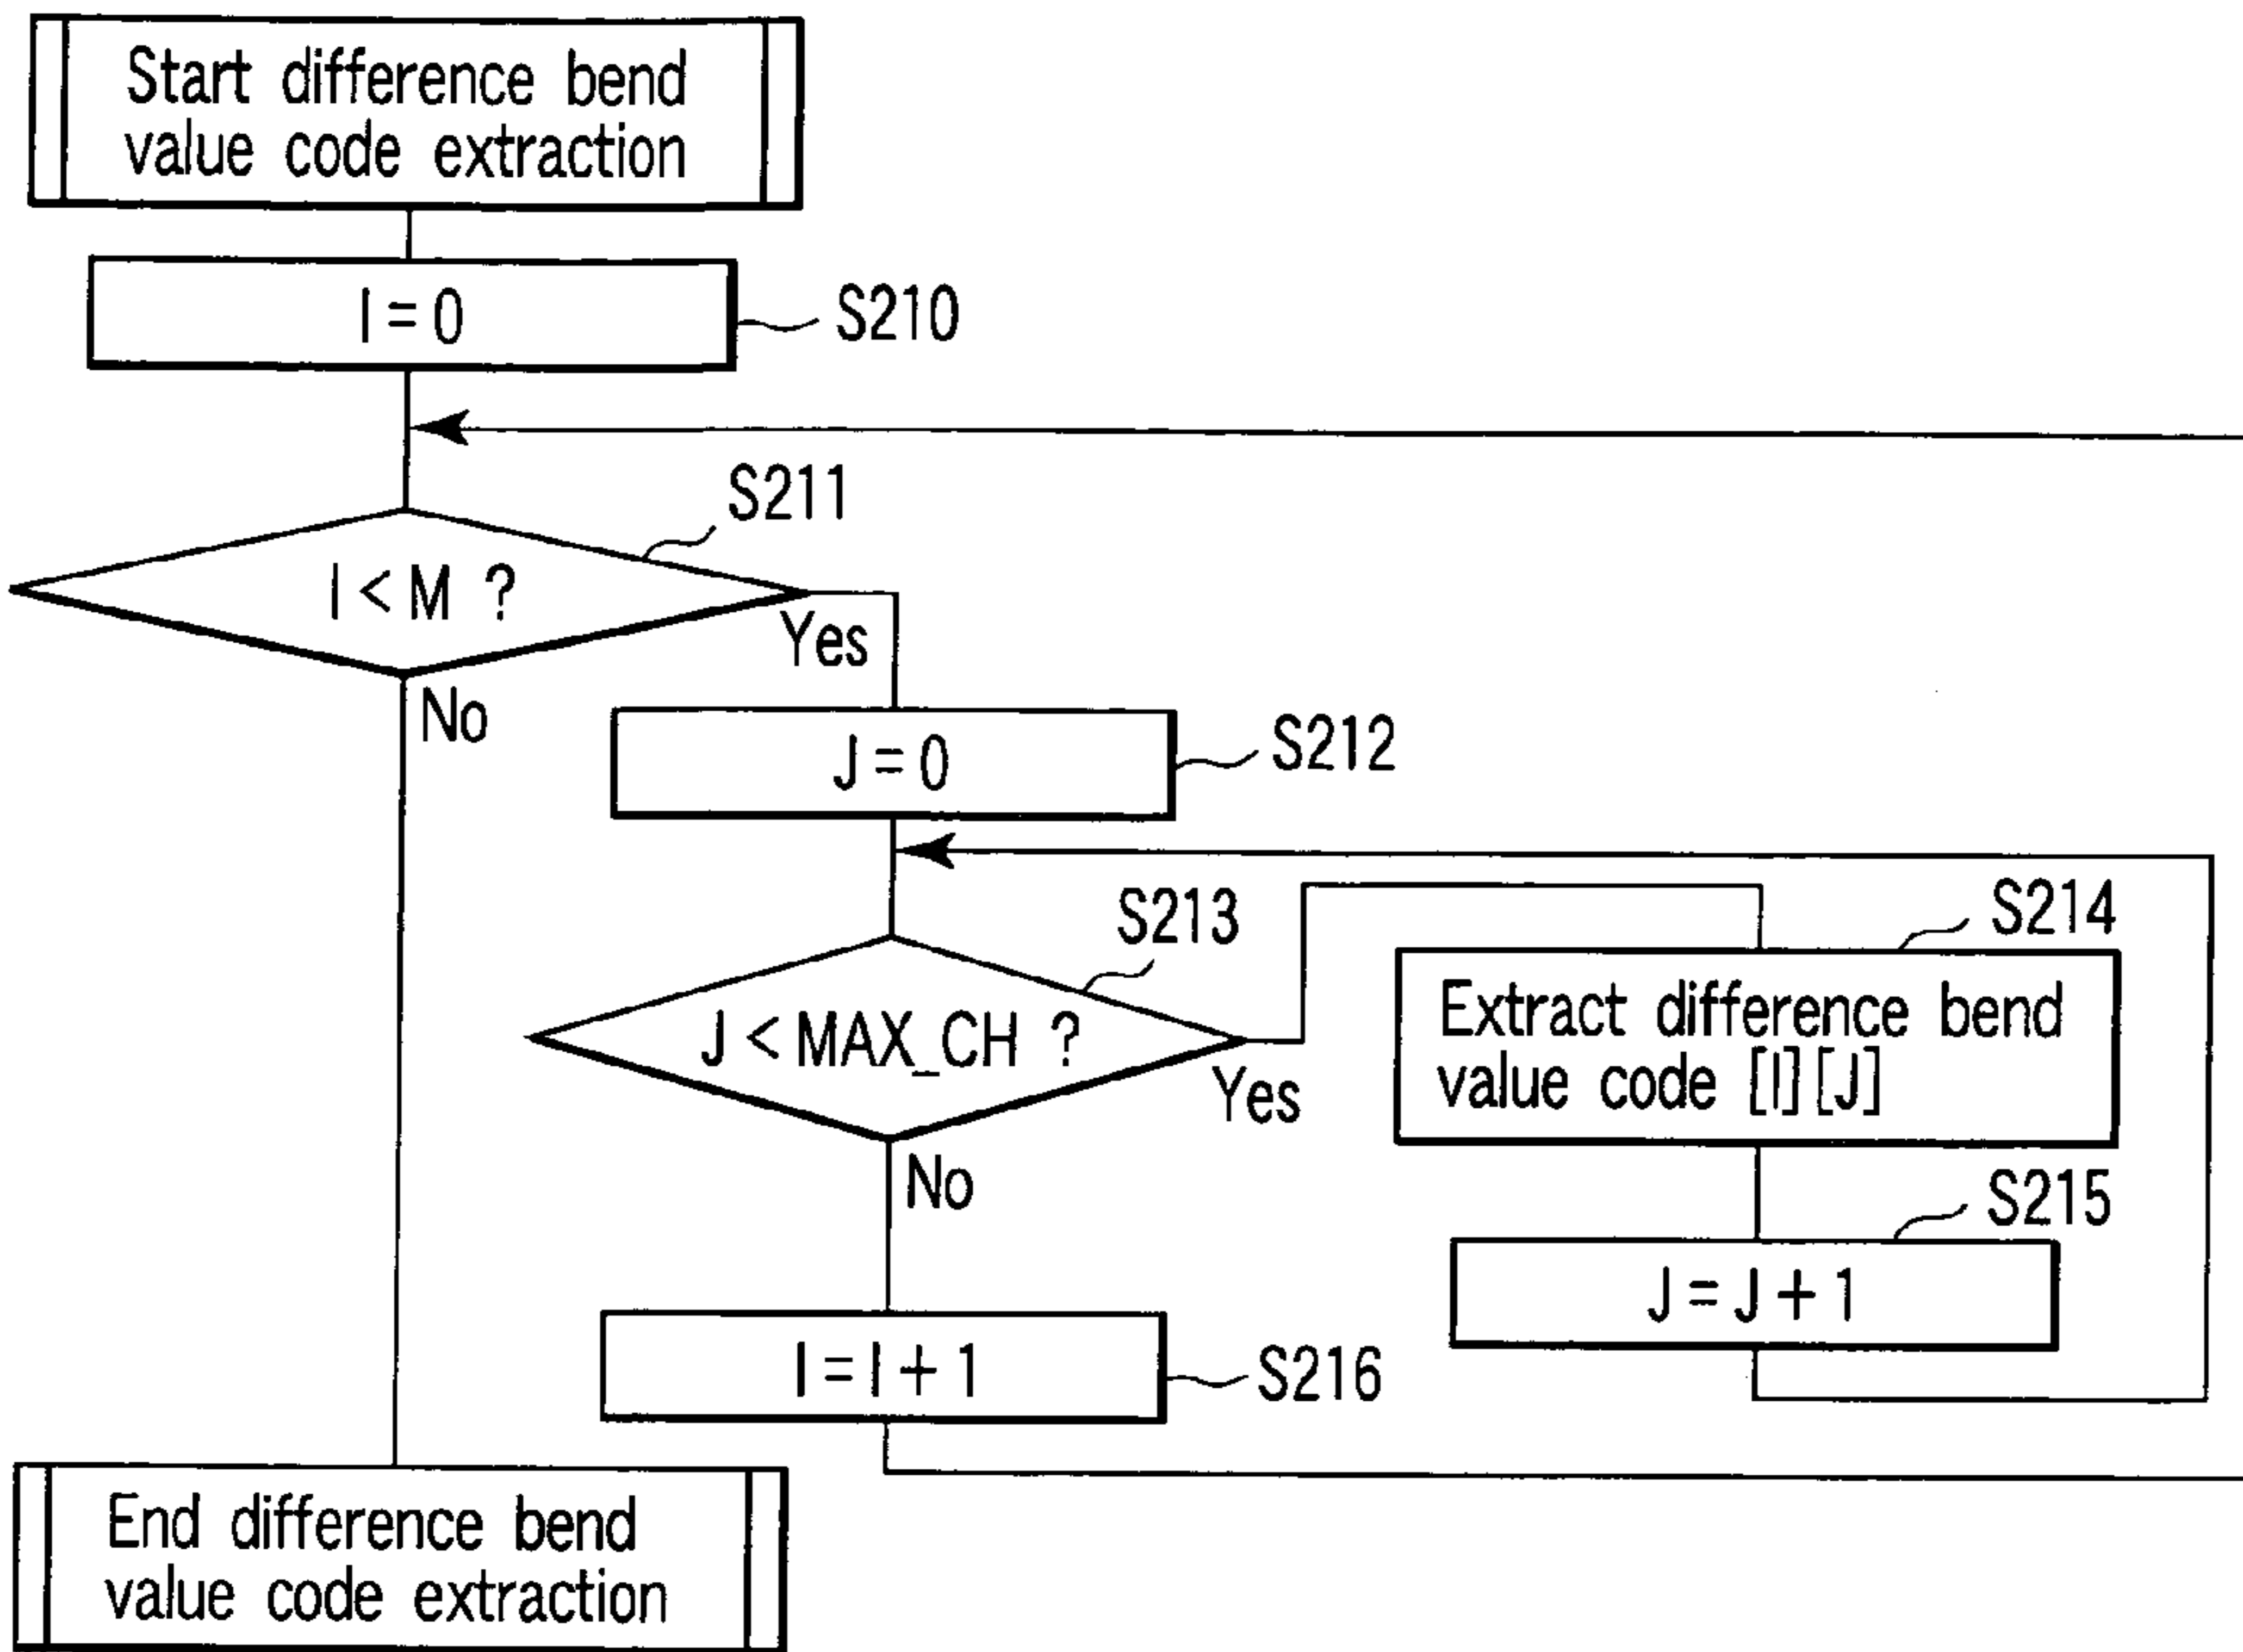 Start difference bend
value code extraction
I = 0
S210
S211
I < M ?
Yes
No
J = 0
S212
S213
J < MAX_CH ?
Yes
No
S214
Extract difference bend
value code [I] [J]
S215
J = J + 1
I = I + 1
S216
End difference bend
value code extraction